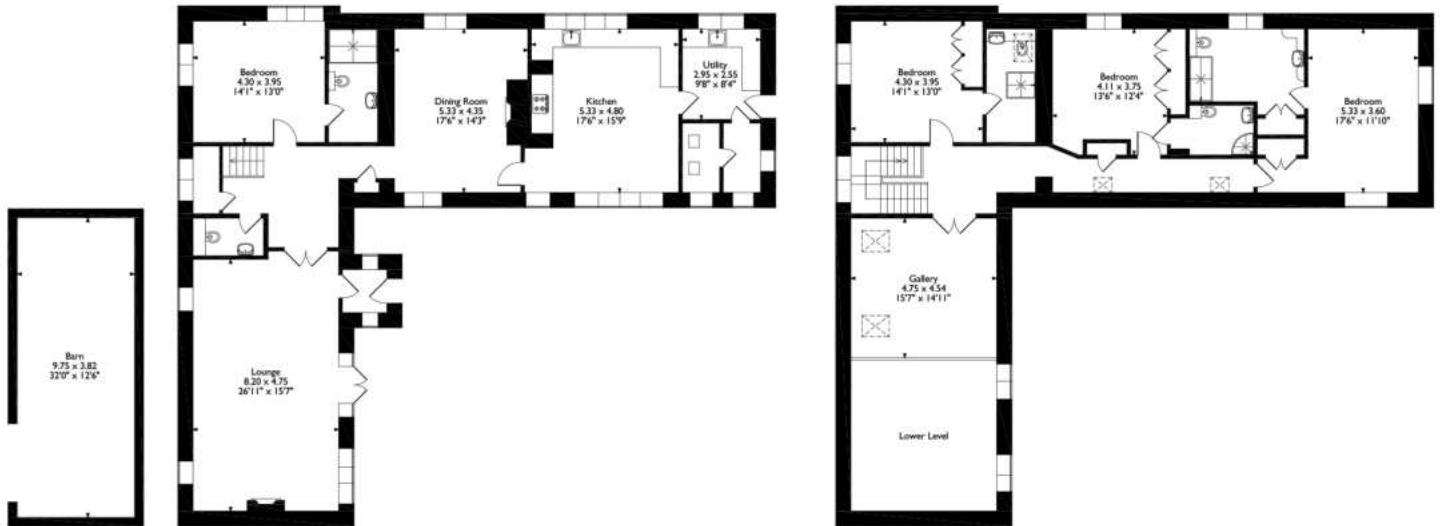 Bedroom
4.30 x 3.95
14'1" x 13'0"
Dining Room
5.33 x 4.35
17'6" x 14'3"
Kitchen
5.33 x 4.80
17'6" x 15'9"
Utility
2.95 x 2.55
9'8" x 8'4"
Barn
9.75 x 3.82
32'0" x 12'6"
Lounge
8.20 x 4.75
26'11" x 15'7"
Bedroom
4.30 x 3.95
14'1" x 13'0"
Bedroom
4.11 x 3.75
13'6" x 12'4"
Bedroom
5.33 x 3.60
17'6" x 11'10"
Gallery
4.75 x 4.54
15'7" x 14'11"
Lower Level